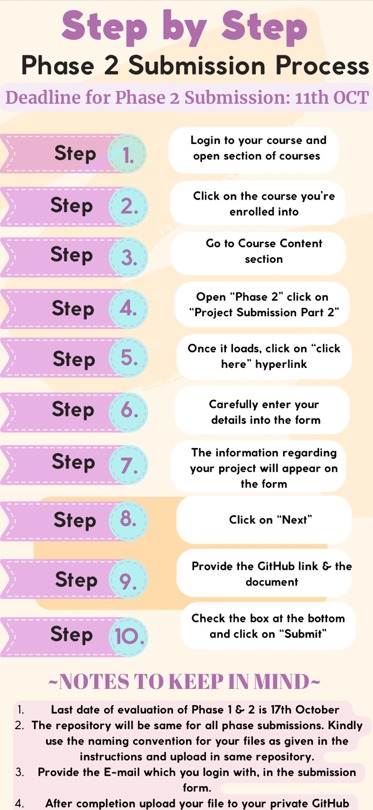 Step by Step
Phase 2 Submission Process
Deadline for Phase 2 Submission: 11th OCT
Step 1.
Login to your course and
open section of courses
Step 2.
Click on the course you're
enrolled into
Step 3.
Go to Course Content
section
Step 4.
Open "Phase 2" click on
"Project Submission Part 2"
Step 5.
Once it loads, click on "click
here" hyperlink
Step 6.
Carefully enter your
details into the form
Step 7.
The information regarding
your project will appear on
the form
Step 8.
Click on "Next"
Step 9.
Provide the GitHub link & the
document
Step 10.
Check the box at the bottom
and click on "Submit"
~NOTES TO KEEP IN MIND~
1. Last date of evaluation of Phase 1 & 2 is 17th October
2. The repository will be same for all phase submissions. Kindly
use the naming convention for your files as given in the
instructions and upload in same repository.
3. Provide the E-mail which you login with, in the submission
form.
4. After completion upload your file to your private GitHub